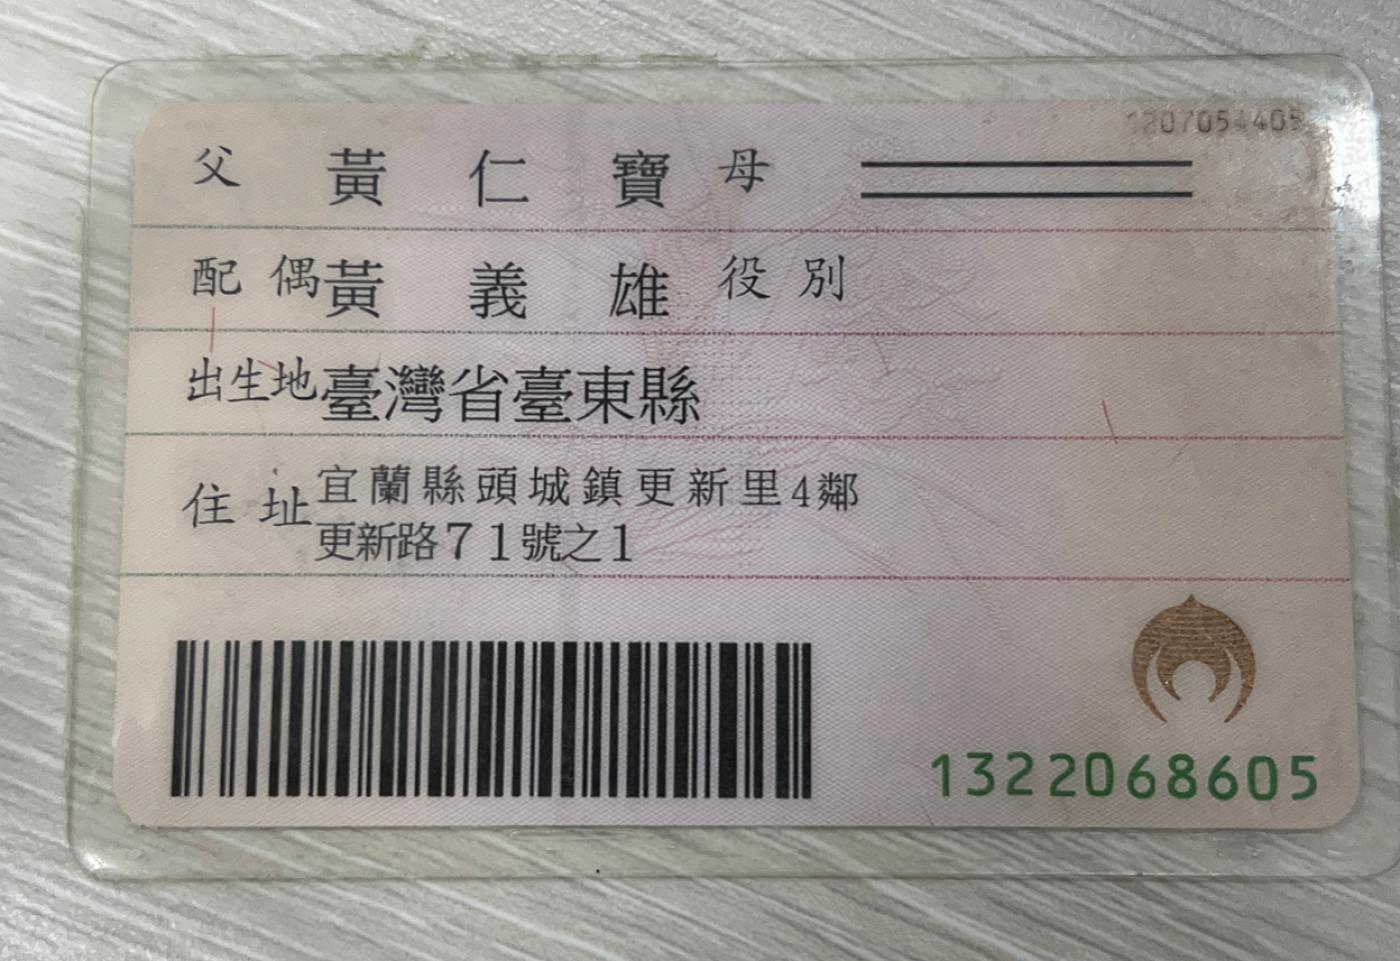 1207054405
父 黃仁寶 母
配偶 黃義雄 役別
出生地 臺灣省臺東縣
住址 宜蘭縣頭城鎮更新里4鄰
更新路71號之1
1322068605